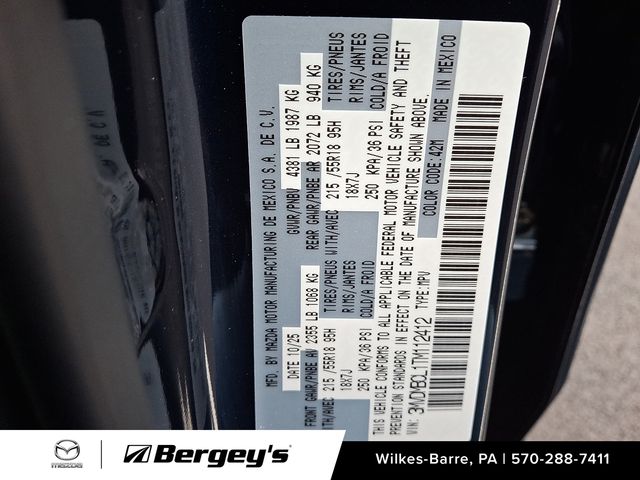 MFD. BY MAZDA MOTOR MANUFACTURING DE MEXICO S.A. DE C.V.
DATE 10/25 GVWR/PNBV 4381 LB 1987 KG
FRONT GAWR/PNBE AV 2355 LB 1068 KG REAR GAWR/PNBE AR 2072 LB 940 KG
WITH/AVEC 215 /55R18 95H TIRES/PNEUS WITH/AVEC 215 /55R18 95H TIRES/PNEUS
18X7J RIMS/JANTES 18X7J RIMS/JANTES
250 KPA/36 PSI COLD/A FROID 250 KPA/36 PSI COLD/A FROID
THIS VEHICLE CONFORMS TO ALL APPLICABLE FEDERAL MOTOR VEHICLE SAFETY AND THEFT
PREVENTION STANDARDS IN EFFECT ON THE DATE OF MANUFACTURE SHOWN ABOVE.
VIN: TYPE:MPV COLOR CODE:42M MADE IN MEXICO
mazda
Bergey's
Wilkes-Barre, PA | 570-288-7411